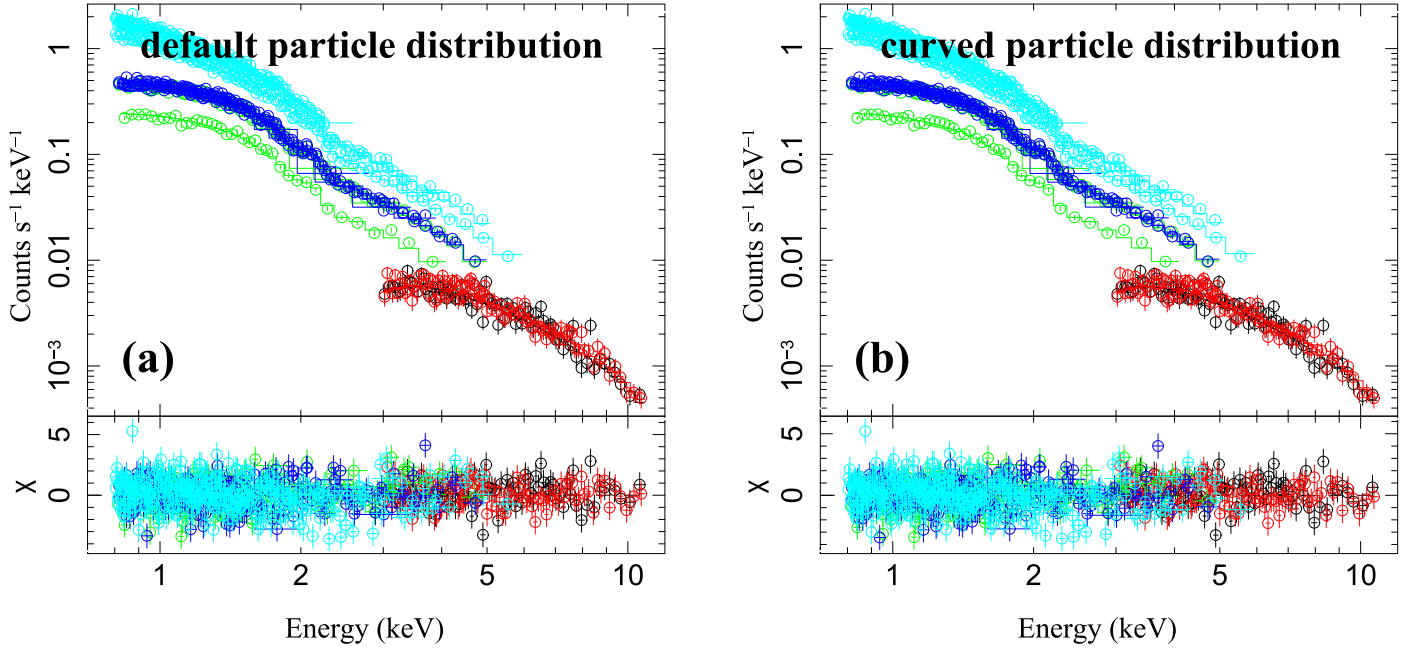 default particle distribution
Counts s⁻¹ keV⁻¹
1
0.1
0.01
10⁻³
(a)
χ
5
0
1
2
5
10
Energy (keV)
curved particle distribution
Counts s⁻¹ keV⁻¹
1
0.1
0.01
10⁻³
(b)
χ
5
0
1
2
5
10
Energy (keV)